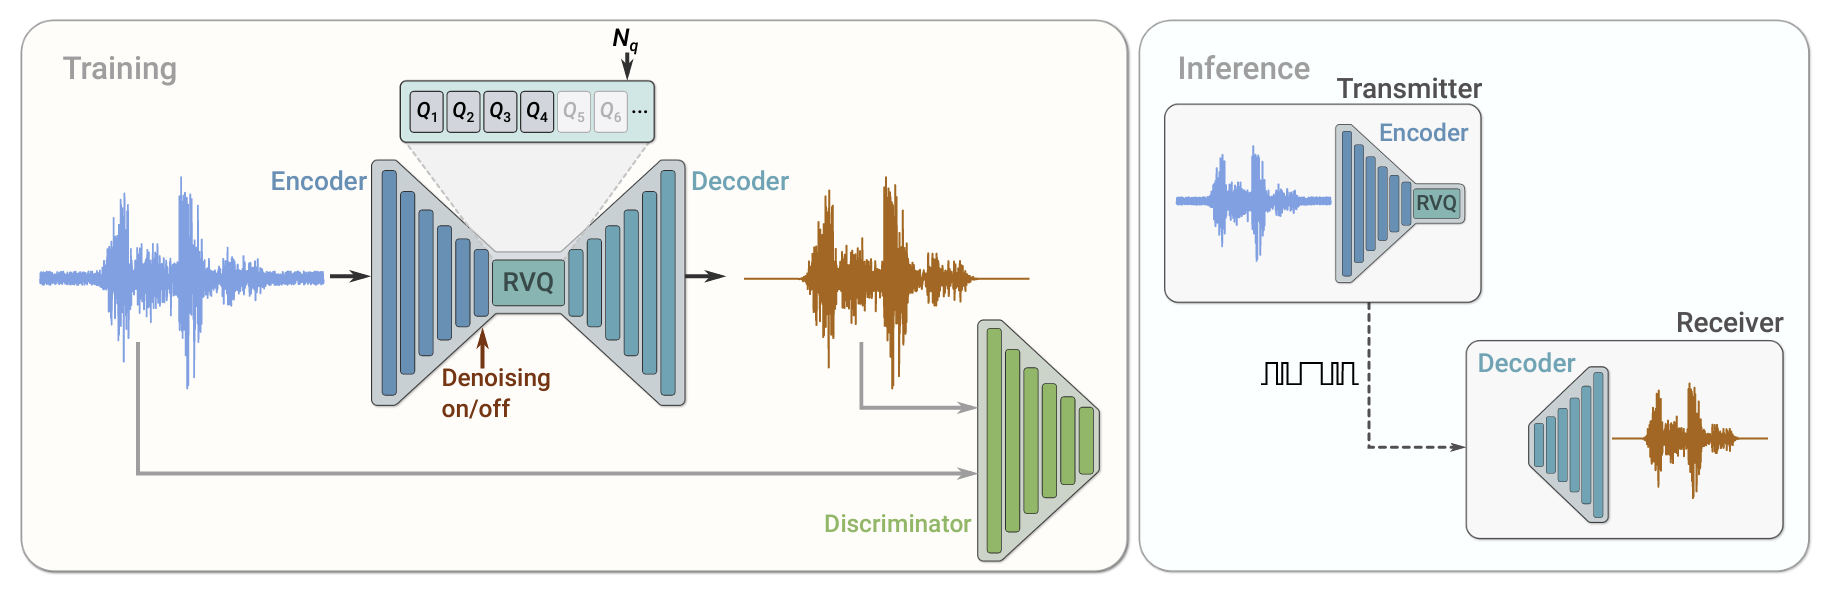 Training
N_q
Q_1 Q_2 Q_3 Q_4 Q_5 Q_6 ...
Encoder
Decoder
RVQ
Denoising
on/off
Discriminator
Inference
Transmitter
Encoder
RVQ
Receiver
Decoder